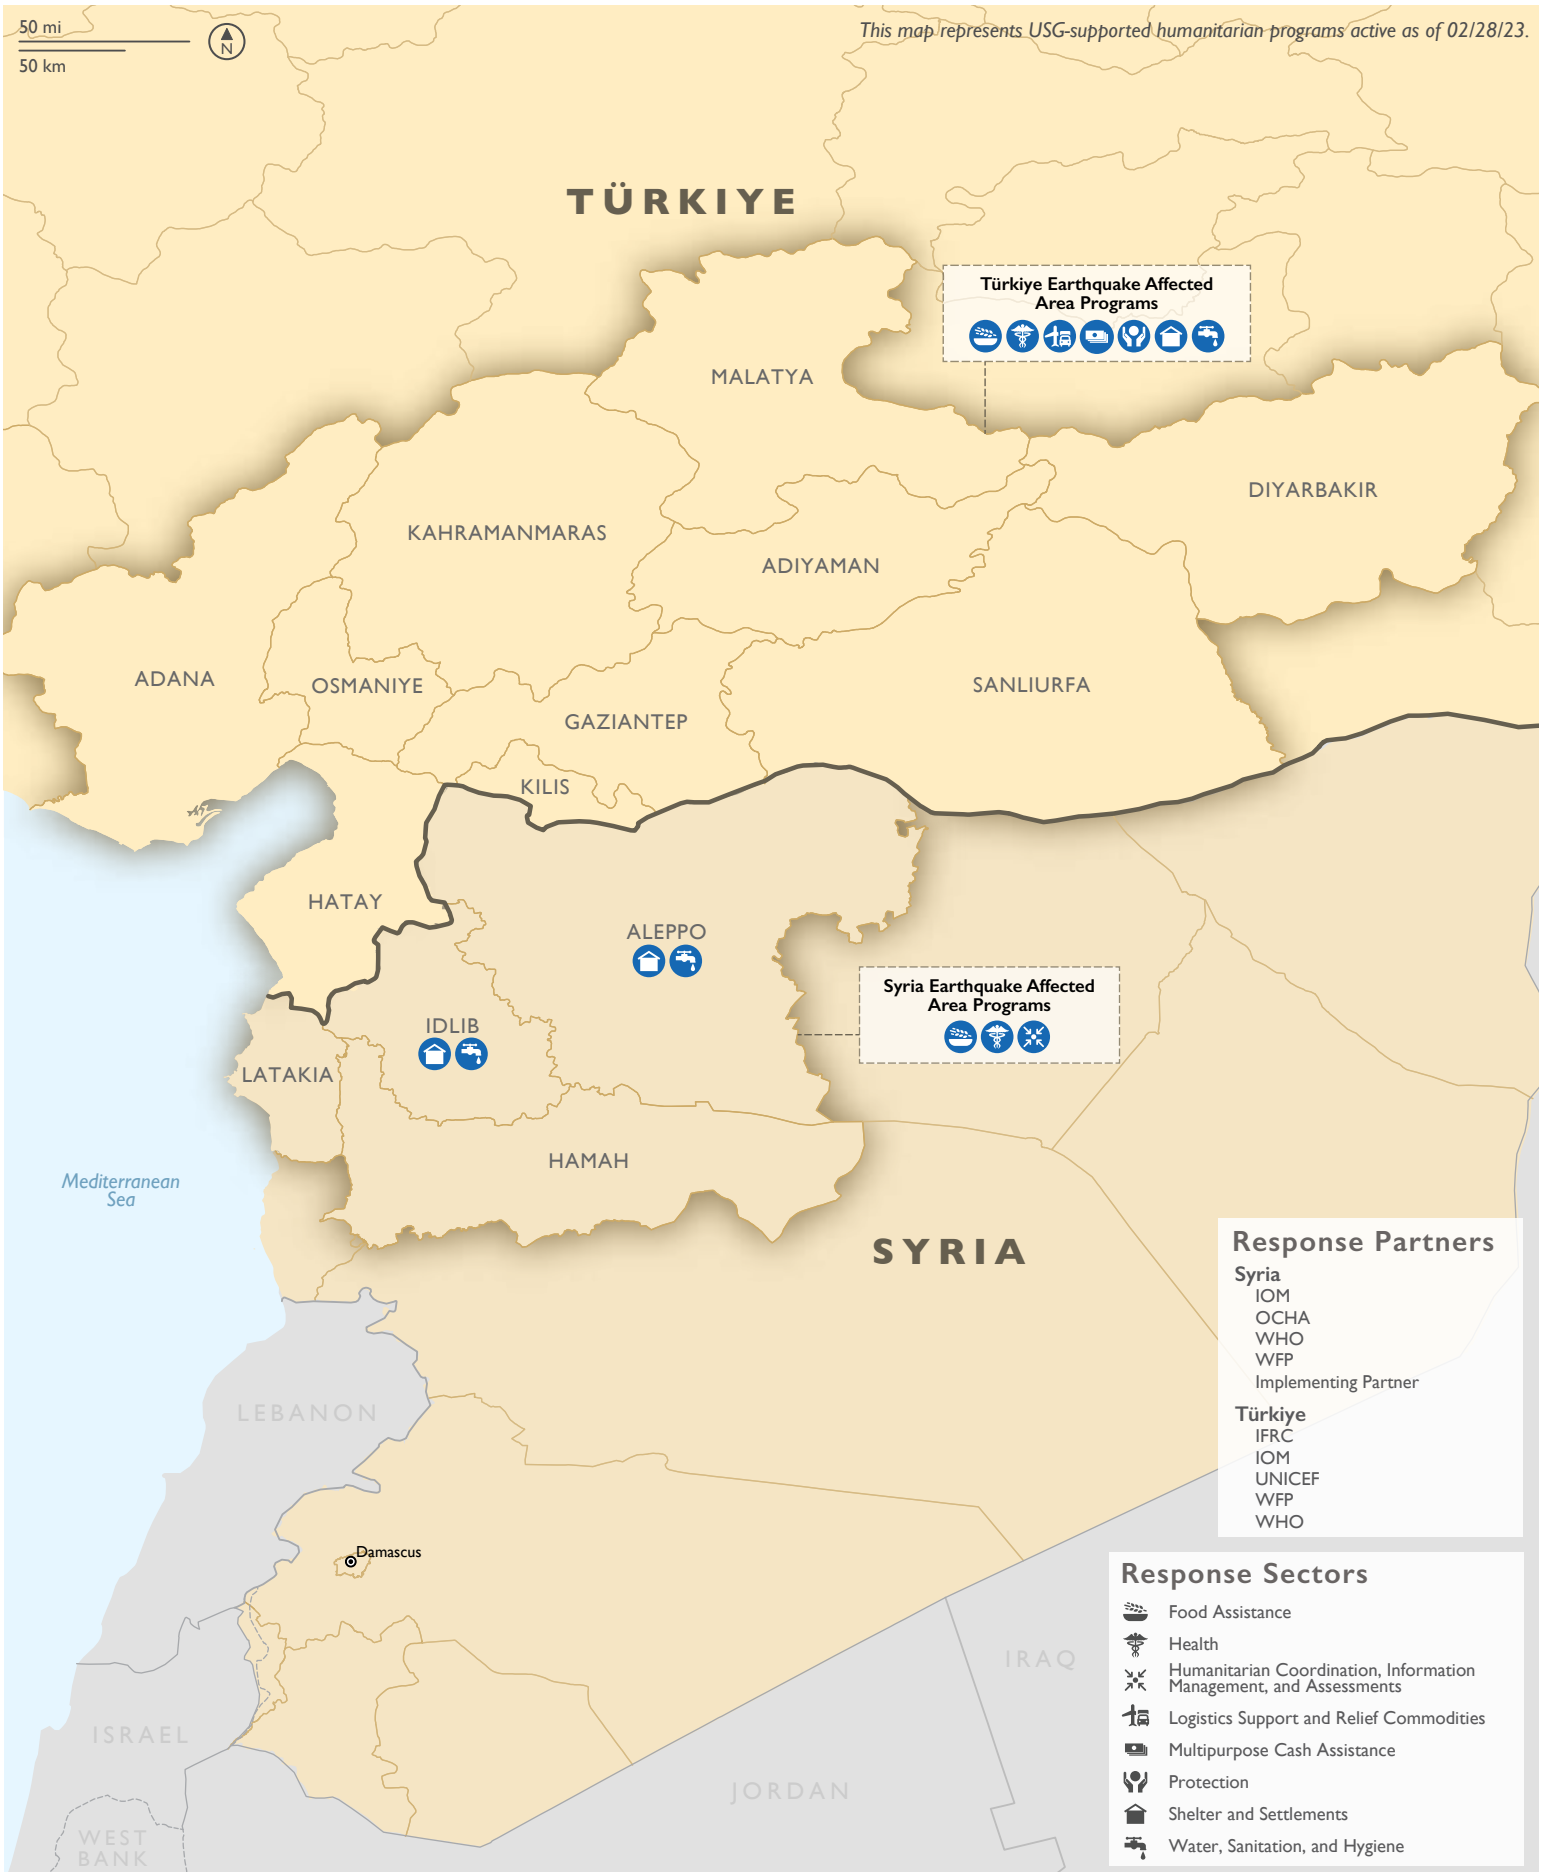 50 mi
50 km
N
This map represents USG-supported humanitarian programs active as of 02/28/23.
TÜRKIYE
Türkiye Earthquake Affected
Area Programs
MALATYA
DIYARBAKIR
KAHRAMANMARAS
ADIYAMAN
ADANA
OSMANIYE
SANLIURFA
GAZIANTEP
KILIS
HATAY
ALEPPO
Syria Earthquake Affected
Area Programs
IDLIB
LATAKIA
HAMAH
Mediterranean
Sea
SYRIA
Response Partners
Syria
IOM
OCHA
WHO
WFP
Implementing Partner
Türkiye
IFRC
IOM
UNICEF
WFP
WHO
LEBANON
Damascus
Response Sectors
Food Assistance
Health
Humanitarian Coordination, Information
Management, and Assessments
Logistics Support and Relief Commodities
Multipurpose Cash Assistance
Protection
Shelter and Settlements
Water, Sanitation, and Hygiene
IRAQ
ISRAEL
JORDAN
WEST
BANK